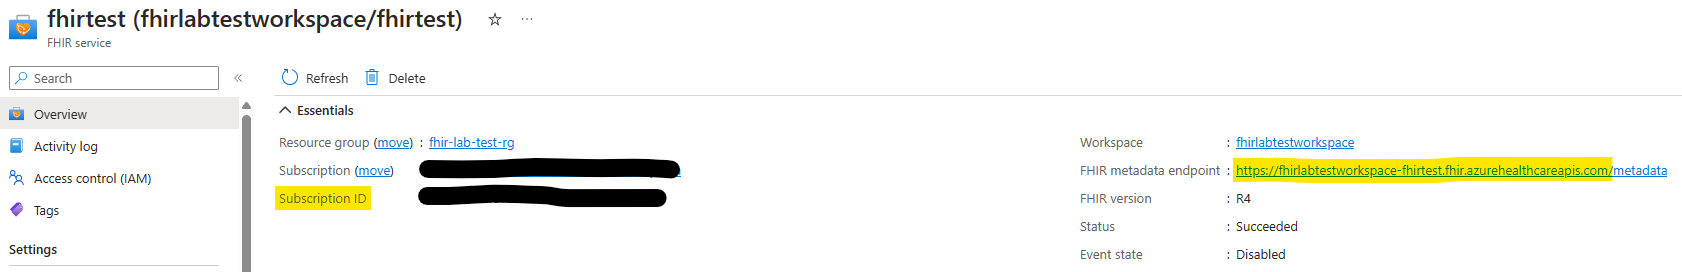 fhirtest (fhirlabtestworkspace/fhirtest)
FHIR service
Search
Refresh
Delete
Overview
Activity log
Access control (IAM)
Tags
Settings
Essentials
Resource group (move) : fhir-lab-test-rg
Subscription (move)
Subscription ID
Workspace : fhirlabtestworkspace
FHIR metadata endpoint : https://fhirlabtestworkspace-fhirtest.fhir.azurehealthcareapis.com/metadata
FHIR version : R4
Status : Succeeded
Event state : Disabled